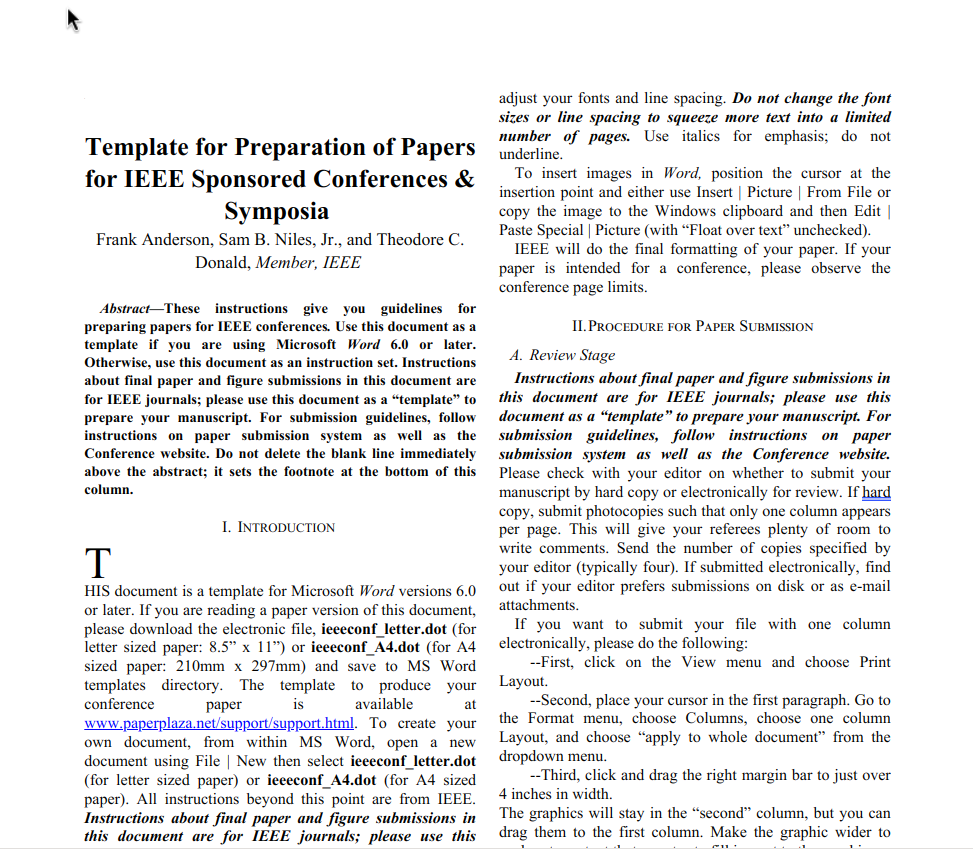 Template for Preparation of Papers
for IEEE Sponsored Conferences &
Symposia
Frank Anderson, Sam B. Niles, Jr., and Theodore C.
Donald, Member, IEEE
Abstract—These instructions give you guidelines for
preparing papers for IEEE conferences. Use this document as a
template if you are using Microsoft Word 6.0 or later.
Otherwise, use this document as an instruction set. Instructions
about final paper and figure submissions in this document are
for IEEE journals; please use this document as a “template” to
prepare your manuscript. For submission guidelines, follow
instructions on paper submission system as well as the
Conference website. Do not delete the blank line immediately
above the abstract; it sets the footnote at the bottom of this
column.
I. INTRODUCTION
T
HIS document is a template for Microsoft Word versions 6.0
or later. If you are reading a paper version of this document,
please download the electronic file, ieeeconf_letter.dot (for
letter sized paper: 8.5” x 11”) or ieeeconf_A4.dot (for A4
sized paper: 210mm x 297mm) and save to MS Word
templates directory. The template to produce your
conference paper is available at
www.paperplaza.net/support/support.html. To create your
own document, from within MS Word, open a new
document using File | New then select ieeeconf_letter.dot
(for letter sized paper) or ieeeconf_A4.dot (for A4 sized
paper). All instructions beyond this point are from IEEE.
Instructions about final paper and figure submissions in
this document are for IEEE journals; please use this
adjust your fonts and line spacing. Do not change the font
sizes or line spacing to squeeze more text into a limited
number of pages. Use italics for emphasis; do not
underline.
To insert images in Word, position the cursor at the
insertion point and either use Insert | Picture | From File or
copy the image to the Windows clipboard and then Edit |
Paste Special | Picture (with “Float over text” unchecked).
IEEE will do the final formatting of your paper. If your
paper is intended for a conference, please observe the
conference page limits.
II. PROCEDURE FOR PAPER SUBMISSION
A. Review Stage
Instructions about final paper and figure submissions in
this document are for IEEE journals; please use this
document as a “template” to prepare your manuscript. For
submission guidelines, follow instructions on paper
submission system as well as the Conference website.
Please check with your editor on whether to submit your
manuscript by hard copy or electronically for review. If hard
copy, submit photocopies such that only one column appears
per page. This will give your referees plenty of room to
write comments. Send the number of copies specified by
your editor (typically four). If submitted electronically, find
out if your editor prefers submissions on disk or as e-mail
attachments.
If you want to submit your file with one column
electronically, please do the following:
--First, click on the View menu and choose Print
Layout.
--Second, place your cursor in the first paragraph. Go to
the Format menu, choose Columns, choose one column
Layout, and choose “apply to whole document” from the
dropdown menu.
--Third, click and drag the right margin bar to just over
4 inches in width.
The graphics will stay in the “second” column, but you can
drag them to the first column. Make the graphic wider to